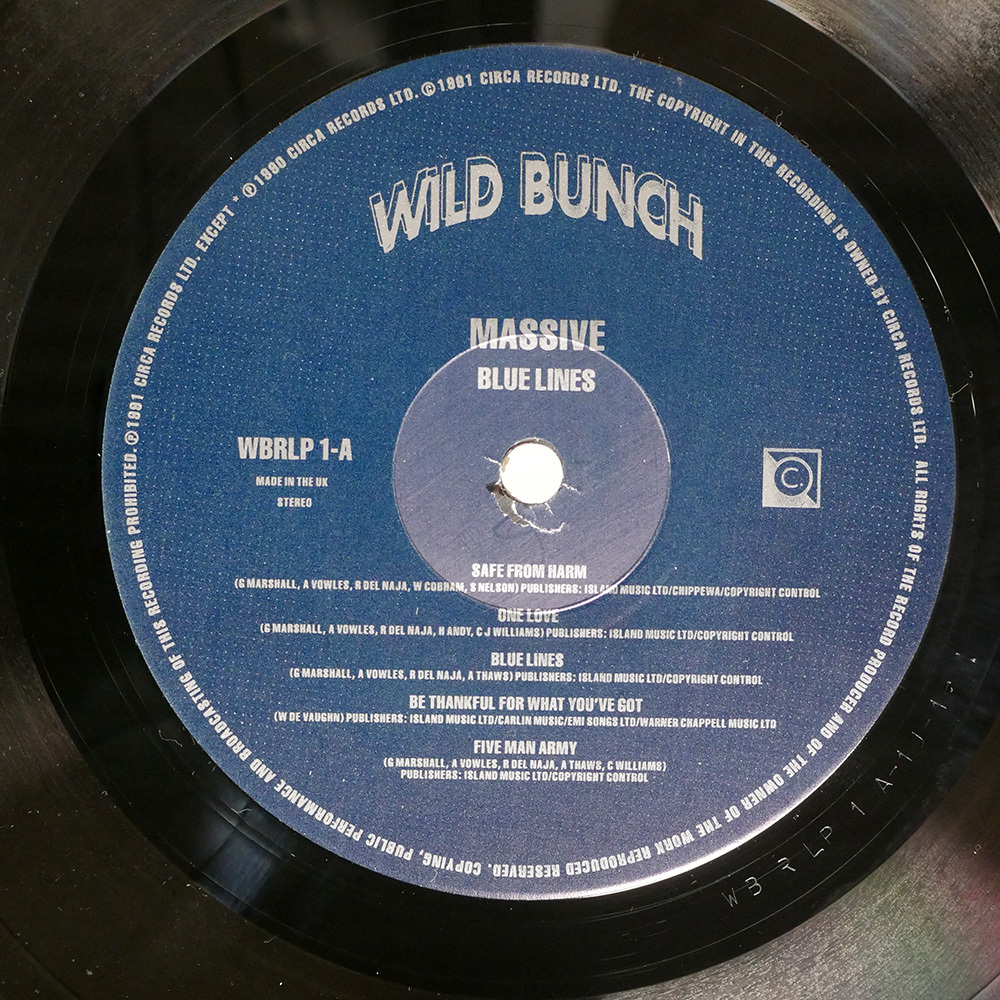 ℗ 1991 CIRCA RECORDS LTD. EXCEPT * ℗ 1990 CIRCA RECORDS LTD. © 1991 CIRCA RECORDS LTD. THE COPYRIGHT IN THIS RECORDING IS OWNED BY CIRCA RECORDS LTD. ALL RIGHTS OF THE RECORD PRODUCER AND OF THE OWNER OF THE WORK REPRODUCED RESERVED. COPYING, PUBLIC PERFORMANCE AND BROADCASTING OF THIS RECORDING PROHIBITED.
WILD BUNCH
MASSIVE
BLUE LINES
WBRLP 1-A
MADE IN THE UK
STEREO
C.
SAFE FROM HARM
(G MARSHALL, A VOWLES, R DEL NAJA, W COBHAM, S NELSON) PUBLISHERS: ISLAND MUSIC LTD/CHIPPEWA/COPYRIGHT CONTROL
ONE LOVE
(G MARSHALL, A VOWLES, R DEL NAJA, H ANDY, C J WILLIAMS) PUBLISHERS: ISLAND MUSIC LTD/COPYRIGHT CONTROL
BLUE LINES
(G MARSHALL, A VOWLES, R DEL NAJA, A THAWS) PUBLISHERS: ISLAND MUSIC LTD/COPYRIGHT CONTROL
BE THANKFUL FOR WHAT YOU'VE GOT
(W DE VAUGHN) PUBLISHERS: ISLAND MUSIC LTD/CARLIN MUSIC/EMI SONGS LTD/WARNER CHAPPELL MUSIC LTD
FIVE MAN ARMY
(G MARSHALL, A VOWLES, R DEL NAJA, A THAWS, C WILLIAMS)
PUBLISHERS: ISLAND MUSIC LTD/COPYRIGHT CONTROL
WBRLP 1 A-1J-1-